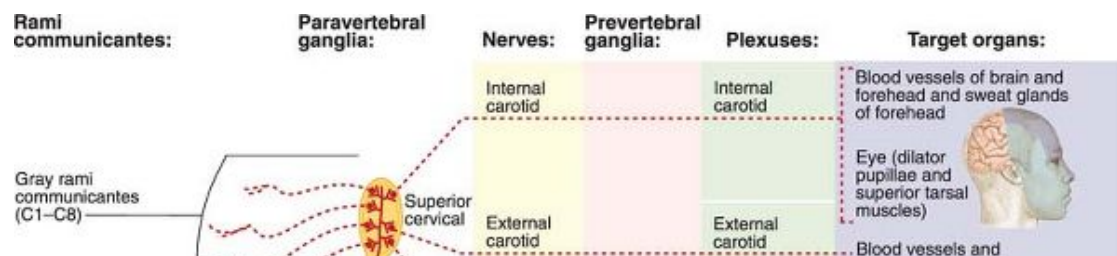 Rami
communicantes:
Paravertebral
ganglia:
Nerves:
Prevertebral
ganglia:
Plexuses:
Target organs:
Internal
carotid
Internal
carotid
Blood vessels of brain and
forehead and sweat glands
of forehead
Eye (dilator
pupillae and
superior tarsal
muscles)
Gray rami
communicantes
(C1–C8)
Superior
cervical
External
carotid
External
carotid
Blood vessels and